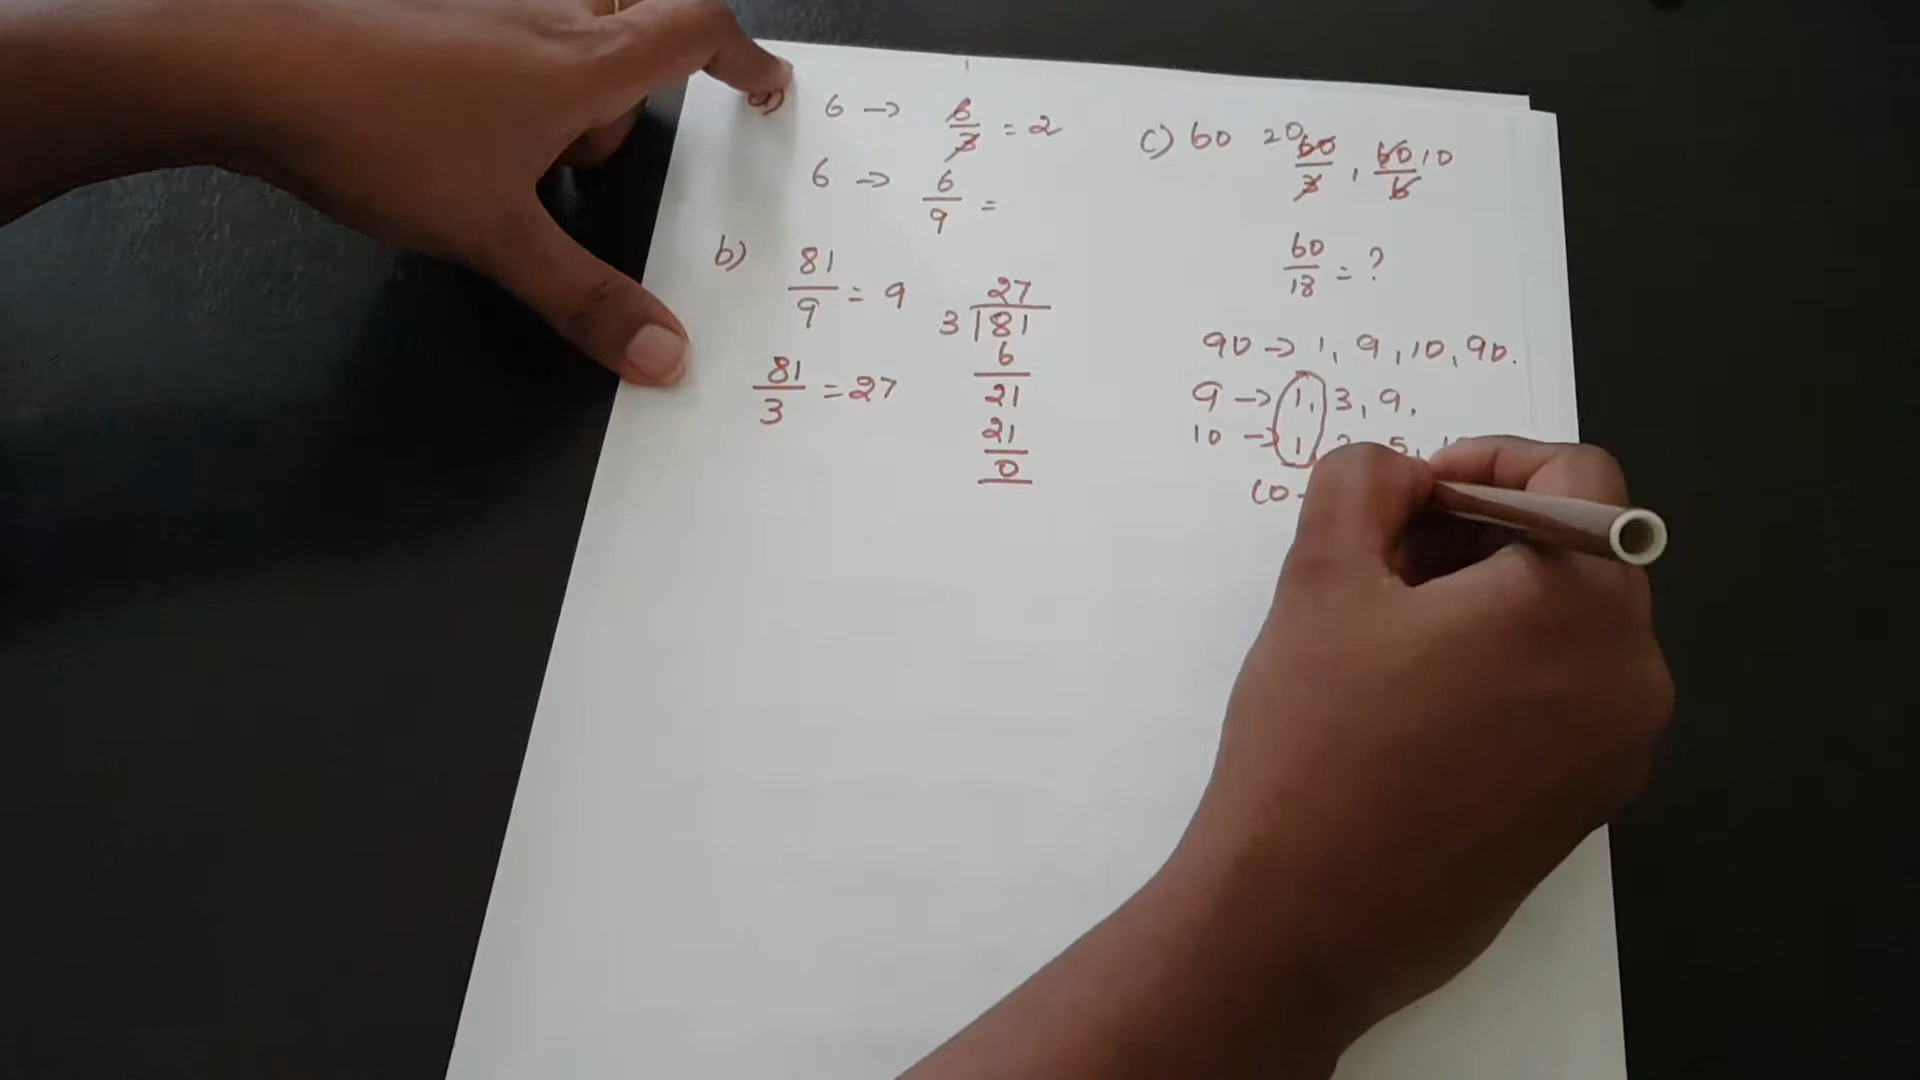 a) 6 → 6/3 = 2
6 → 6/9 =
b) 81/9 = 9
81/3 = 27
27
3 81
6
21
21
0
c) 60 20 60/3 , 60/6 10
60/18 = ?
90 → 1, 9, 10, 90.
9 → 1, 3, 9.
10 → 1 2 5,